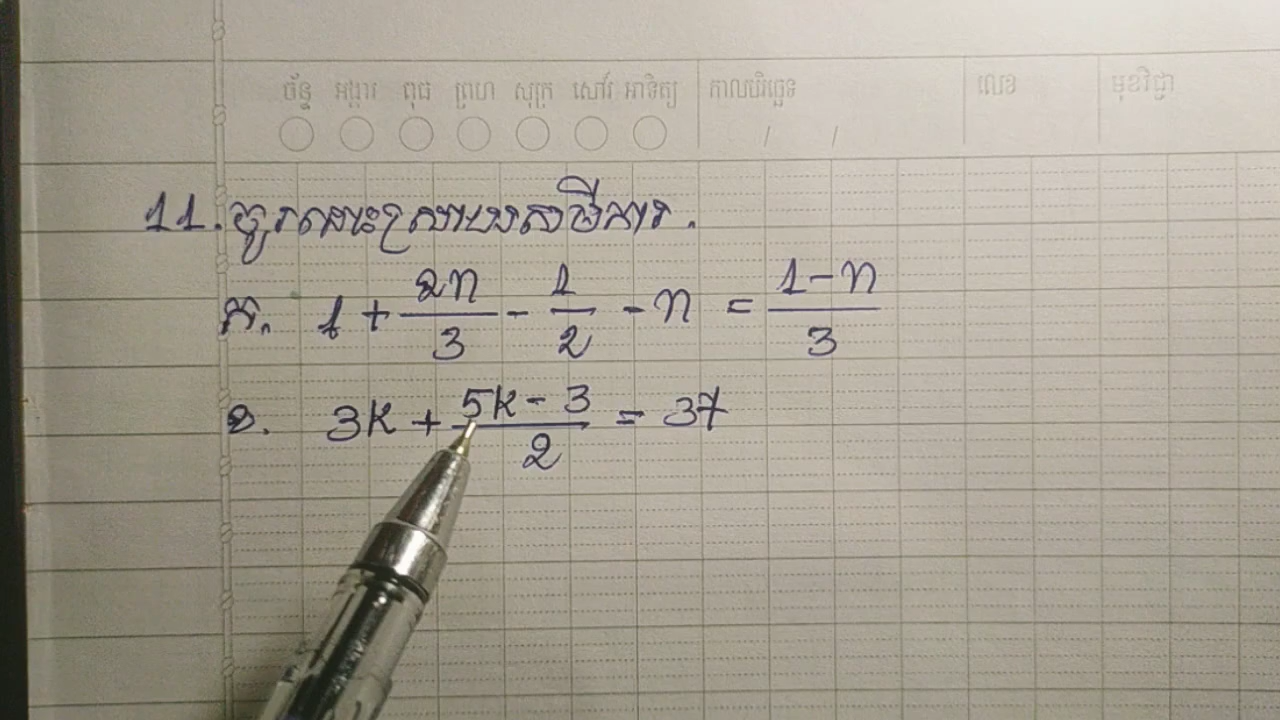 ច័ន្ទ អង្គារ ពុធ ព្រហ សុក្រ សៅរ៍ អាទិត្យ កាលបរិច្ឆេទ / / លេខ មុខវិជ្ជា
11. ចូរដោះស្រាយសមីការ .
ក. 1 + 2n/3 - 1/2 - n = (1-n)/3
ខ. 3k + (5k-3)/2 = 37